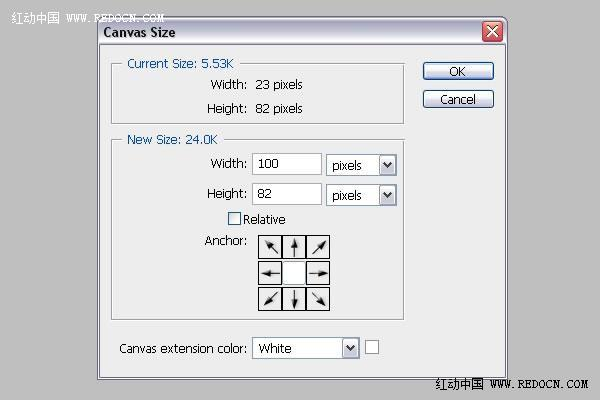 红动中国 www.REDOCN.com
Canvas Size
Current Size: 5.53K
Width: 23 pixels
Height: 82 pixels
OK
Cancel
New Size: 24.0K
Width: 100 pixels
Height: 82 pixels
Relative
Anchor:
Canvas extension color: White
红动中国 www.REDOCN.com